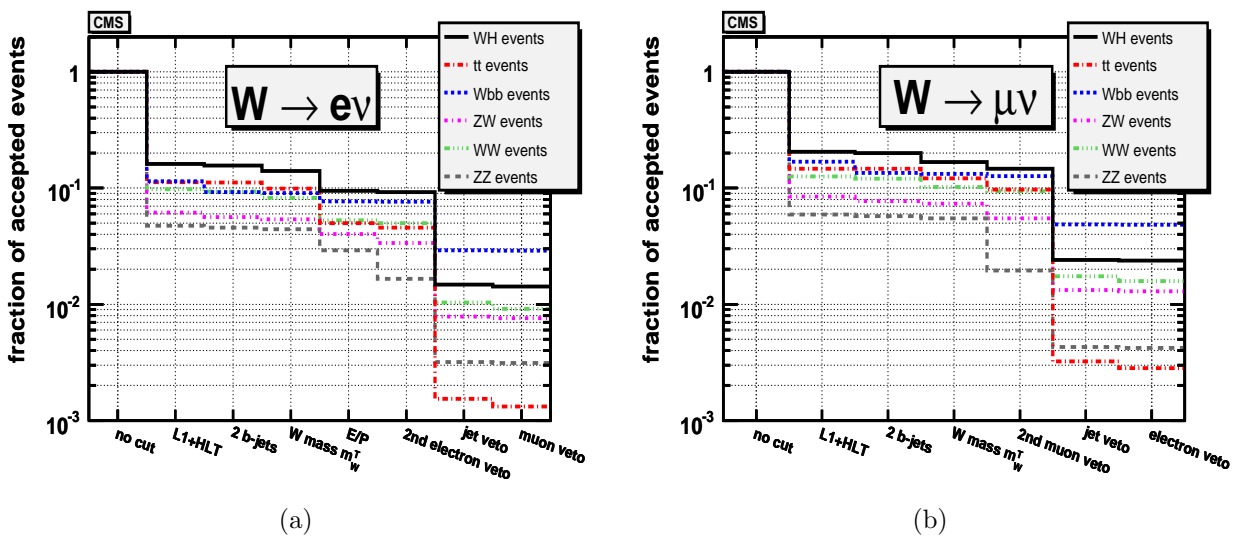 CMS
fraction of accepted events
1
10-1
10-2
10-3
W → eν
WH events
tt events
Wbb events
ZW events
WW events
ZZ events
no cut
L1+HLT
2 b-jets
W mass mTw
E/P
2nd electron veto
jet veto
muon veto
(a)
CMS
fraction of accepted events
1
10-1
10-2
10-3
W → μν
WH events
tt events
Wbb events
ZW events
WW events
ZZ events
no cut
L1+HLT
2 b-jets
W mass mTw
2nd muon veto
jet veto
electron veto
(b)